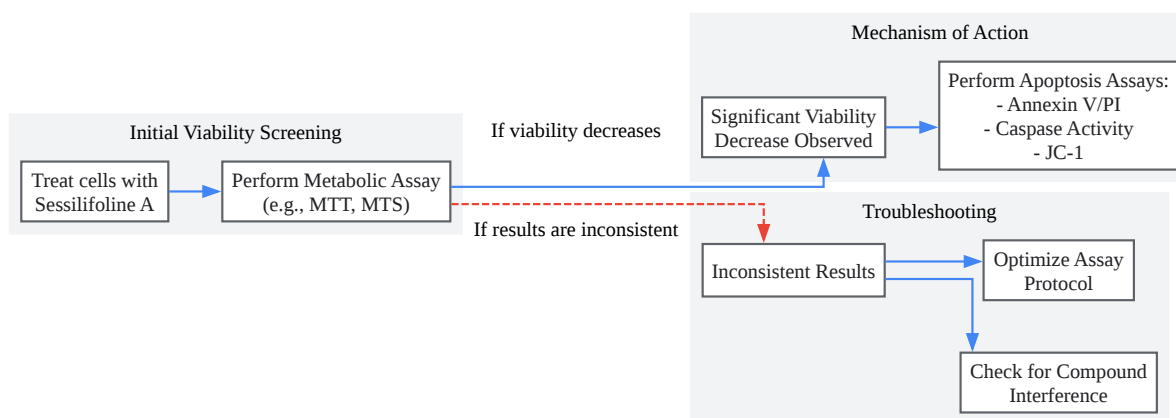 Initial Viability Screening
Treat cells with
Sessilifoline A
Perform Metabolic Assay
(e.g., MTT, MTS)
If viability decreases
If results are inconsistent
Mechanism of Action
Significant Viability
Decrease Observed
Perform Apoptosis Assays:
- Annexin V/PI
- Caspase Activity
- JC-1
Troubleshooting
Inconsistent Results
Optimize Assay
Protocol
Check for Compound
Interference